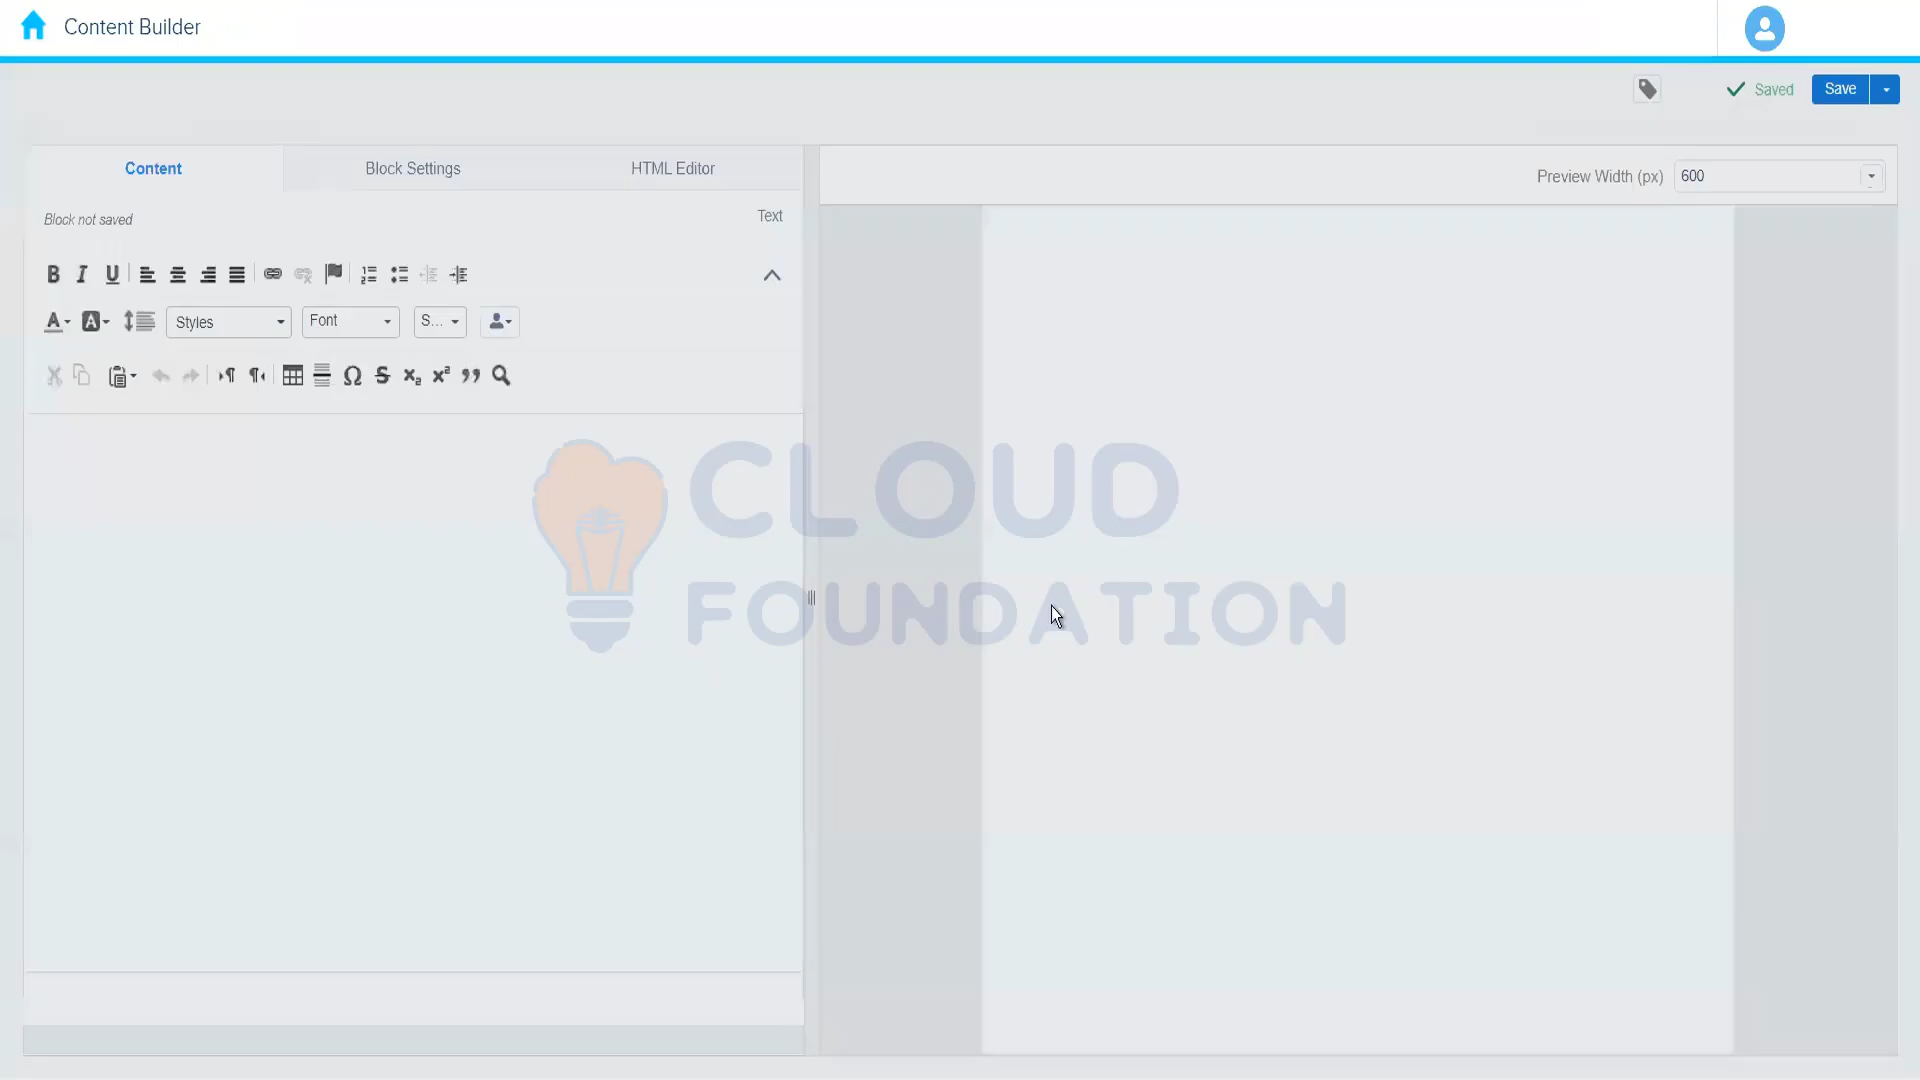 Content Builder
Saved
Save
Content
Block Settings
HTML Editor
Preview Width (px)
600
Block not saved
Text
Styles
Font
S...
CLOUD
FOUNDATION